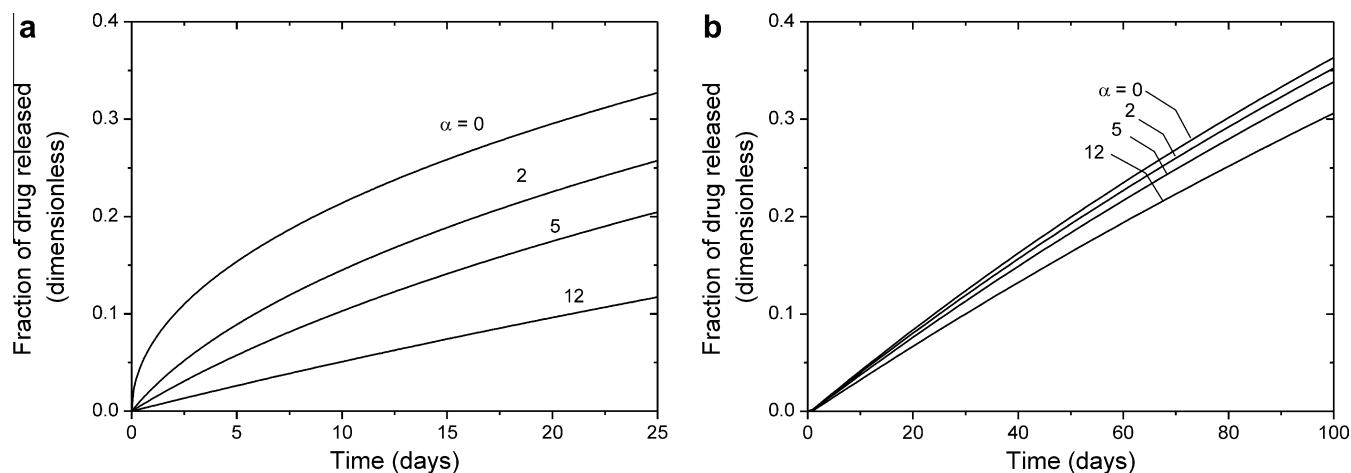 a
Fraction of drug released
(dimensionless)
0.4
0.3
0.2
0.1
0.0
α = 0
2
5
12
0 5 10 15 20 25
Time (days)
b
Fraction of drug released
(dimensionless)
0.4
0.3
0.2
0.1
0.0
α = 0
2
5
12
0 20 40 60 80 100
Time (days)